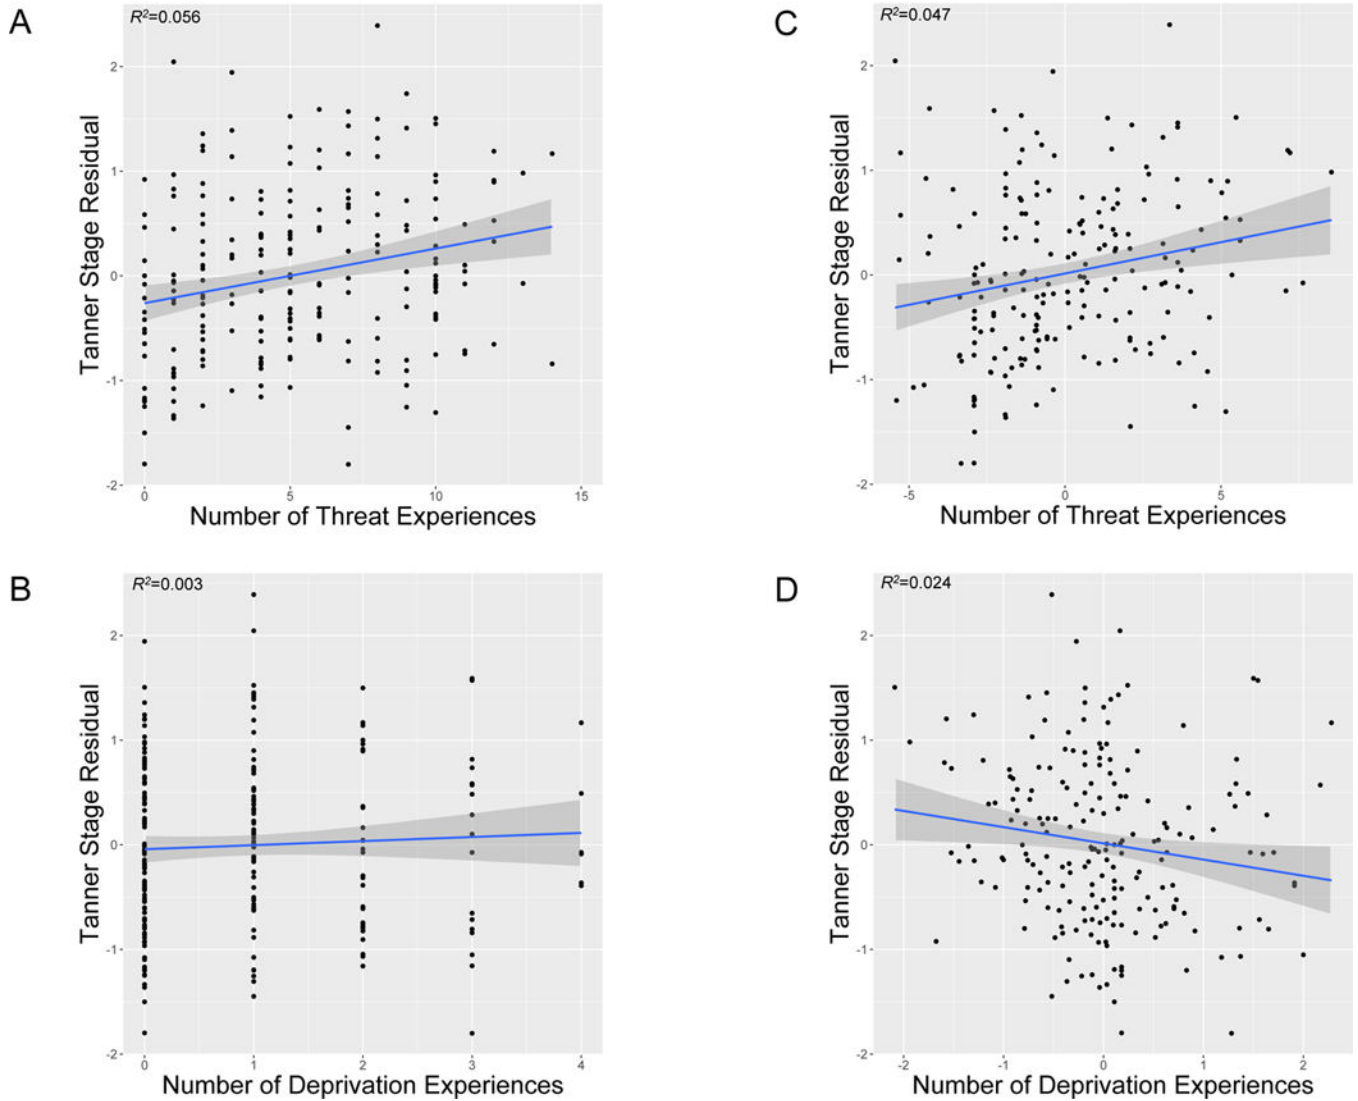 A
R²=0.056
Tanner Stage Residual
2
1
0
-1
-2
0
5
10
15
Number of Threat Experiences
C
R²=0.047
Tanner Stage Residual
2
1
0
-1
-2
-5
0
5
Number of Threat Experiences
B
R²=0.003
Tanner Stage Residual
2
1
0
-1
-2
0
1
2
3
4
Number of Deprivation Experiences
D
R²=0.024
Tanner Stage Residual
2
1
0
-1
-2
-2
-1
0
1
2
Number of Deprivation Experiences